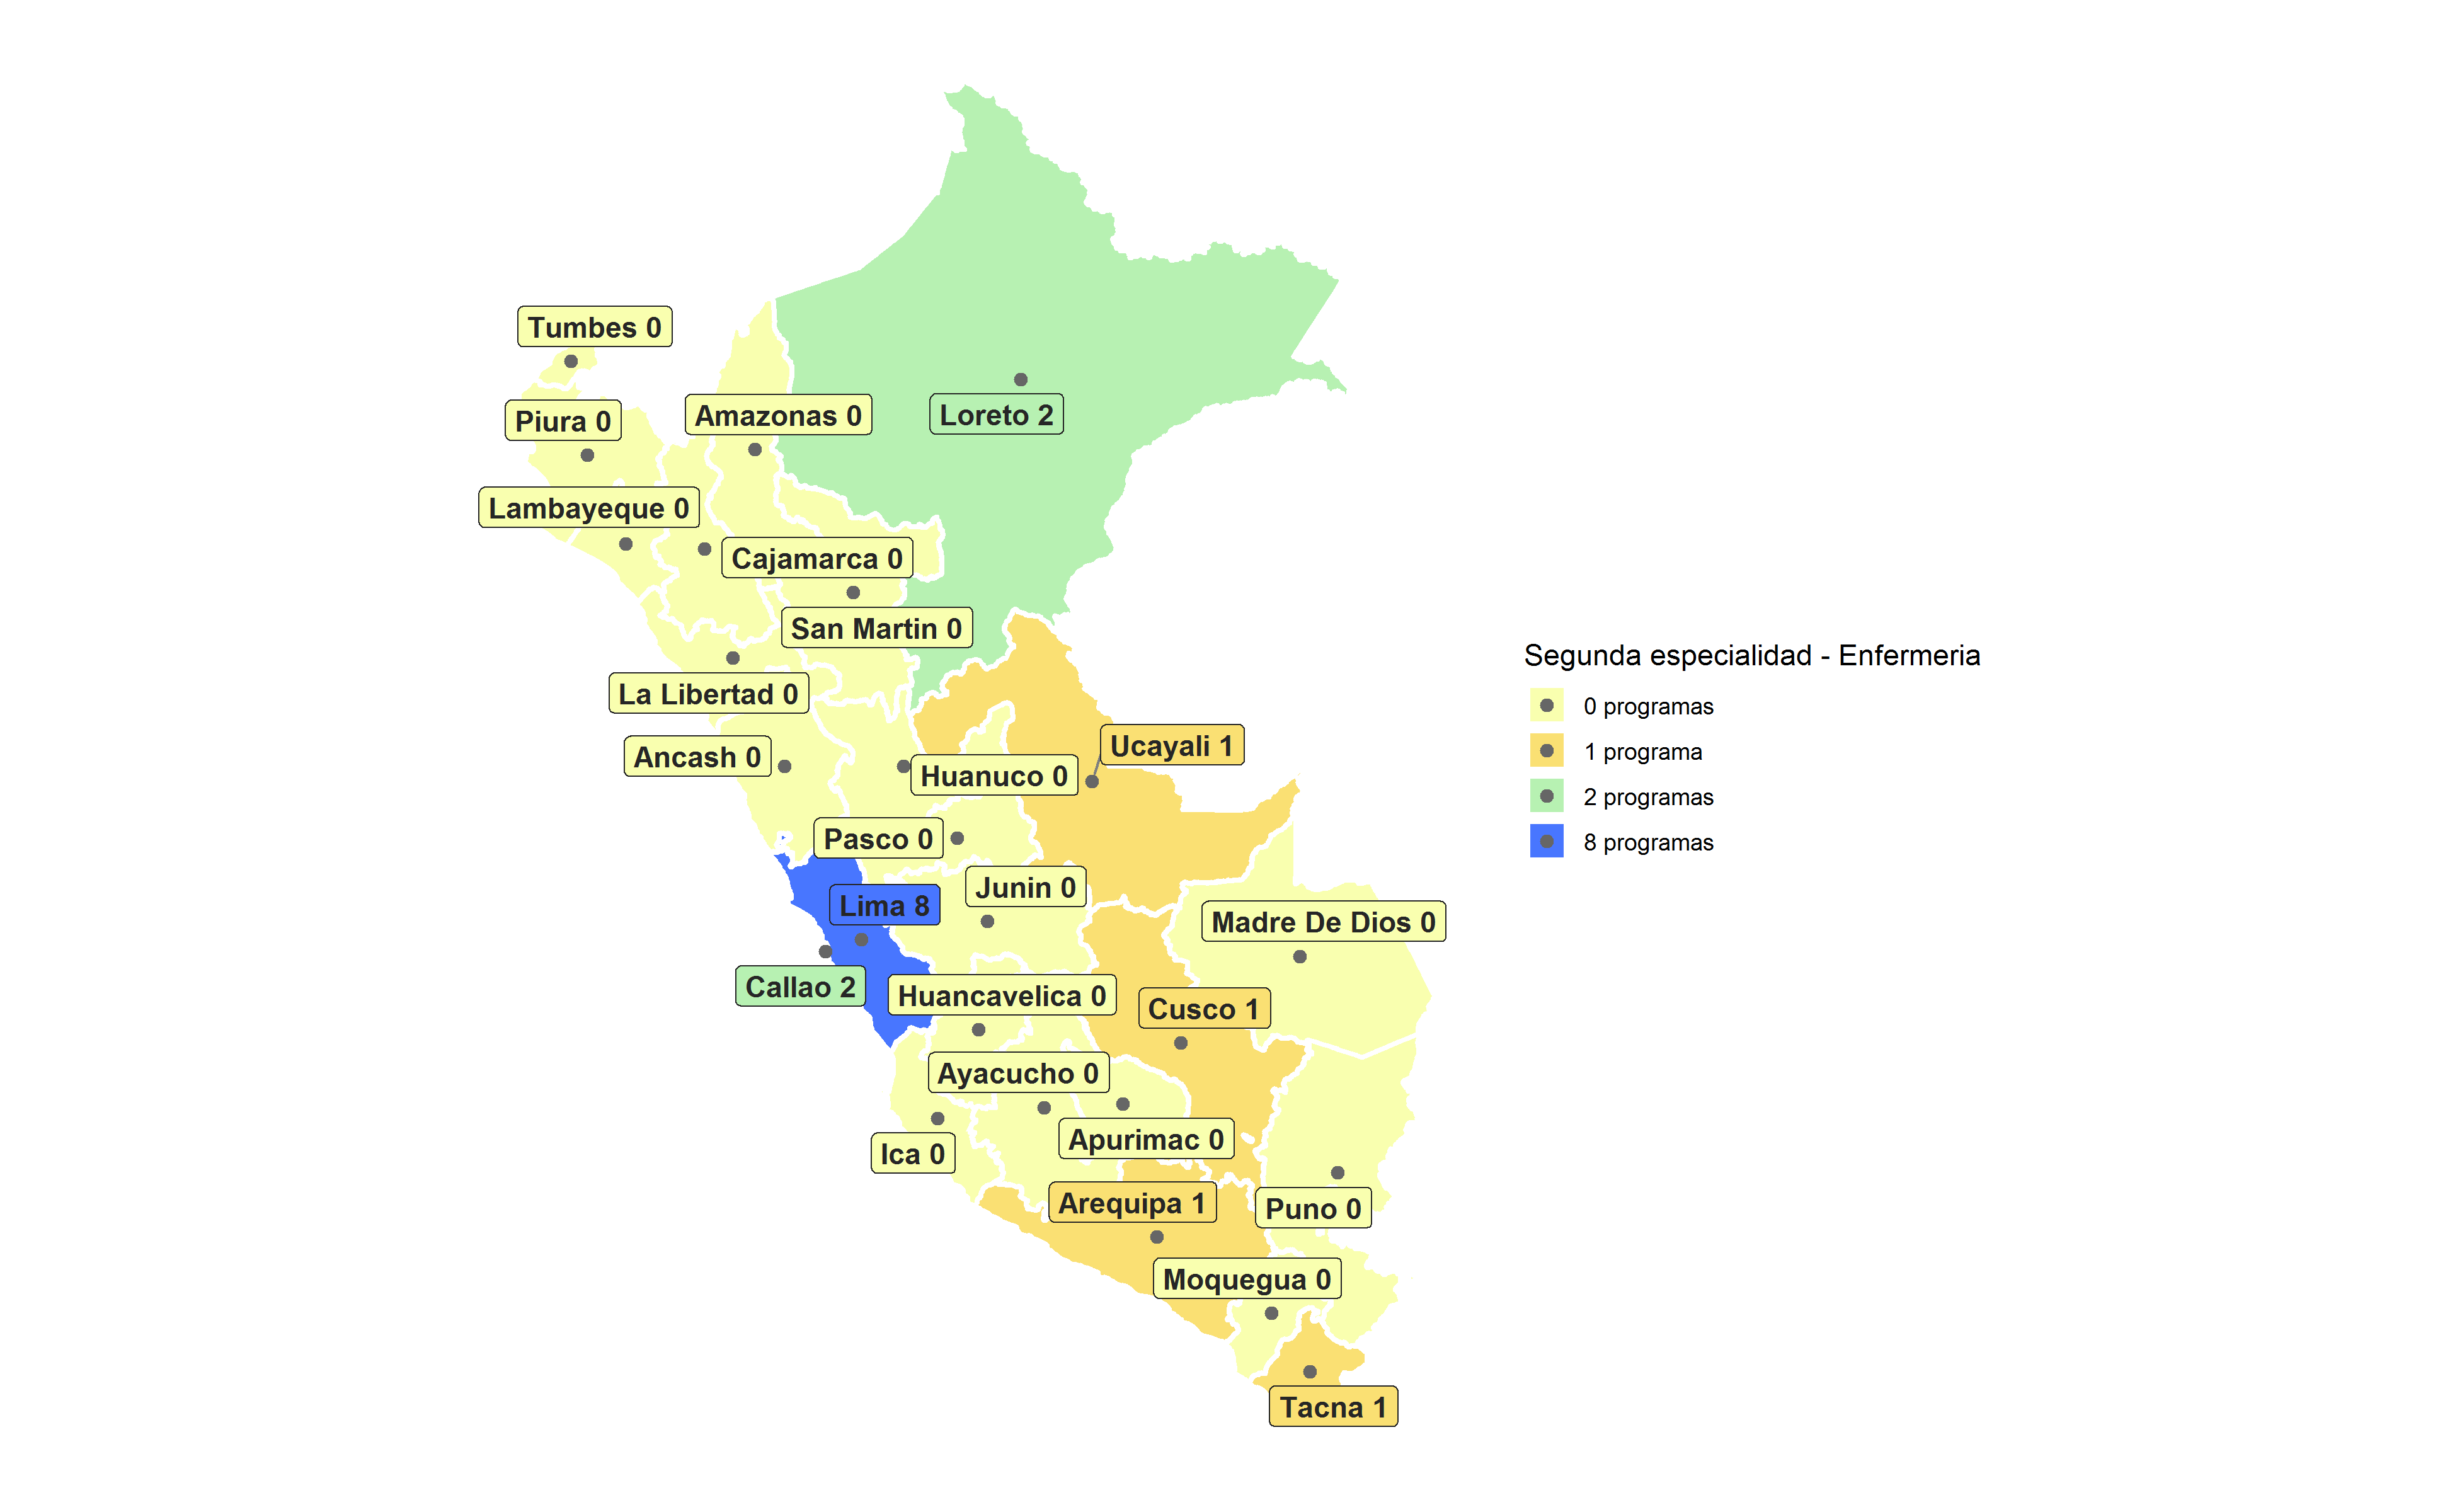 Tumbes 0
Piura 0
Amazonas 0
Loreto 2
Lambayeque 0
Cajamarca 0
San Martin 0
La Libertad 0
Ancash 0
Huanuco 0
Ucayali 1
Pasco 0
Junin 0
Lima 8
Madre De Dios 0
Callao 2
Huancavelica 0
Cusco 1
Ayacucho 0
Apurimac 0
Ica 0
Arequipa 1
Puno 0
Moquegua 0
Tacna 1
Segunda especialidad - Enfermeria
0 programas
1 programa
2 programas
8 programas